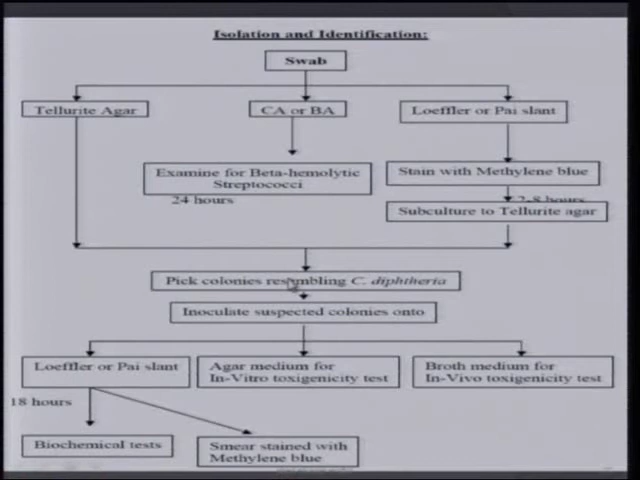 Isolation and Identification:
Swab
Tellurite Agar
CA or BA
Loeffler or Pai slant
Examine for Beta-hemolytic
Streptococci
24 hours
Stain with Methylene blue
2-8 hours
Subculture to Tellurite agar
Pick colonies resembling C. diphtheria
Inoculate suspected colonies onto
Loeffler or Pai slant
Agar medium for
In-Vitro toxigenicity test
Broth medium for
In-Vivo toxigenicity test
18 hours
Biochemical tests
Smear stained with
Methylene blue